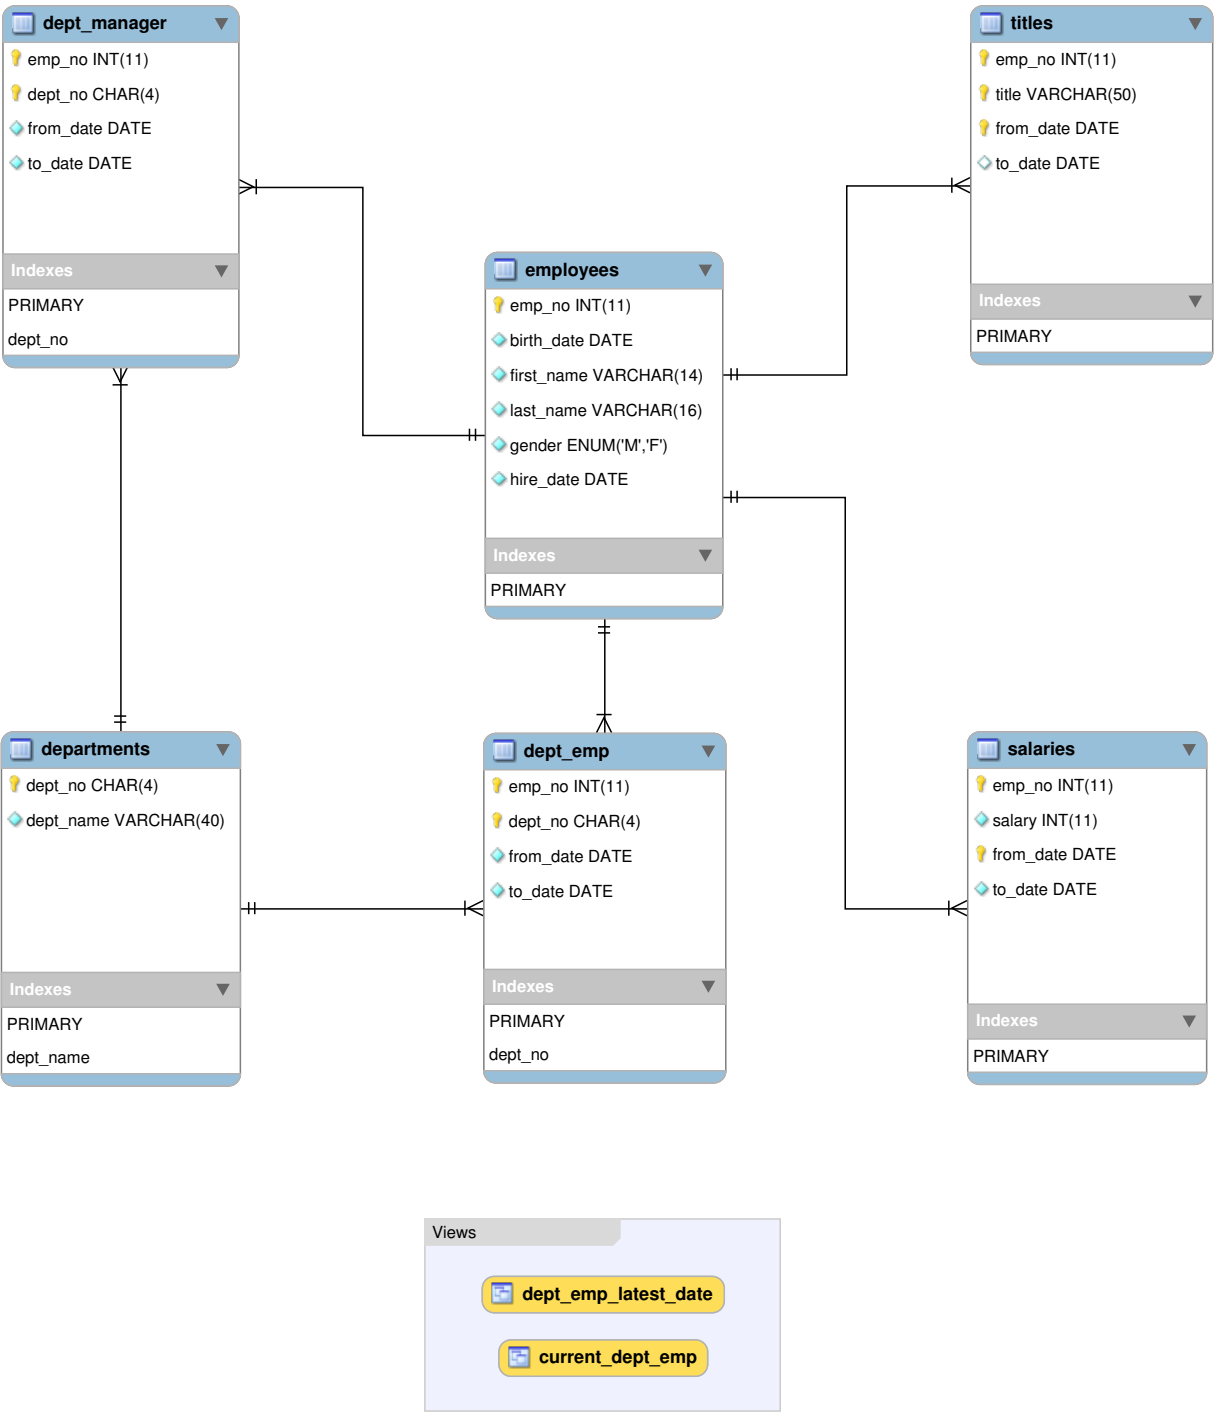 dept_manager
emp_no INT(11)
dept_no CHAR(4)
from_date DATE
to_date DATE
Indexes
PRIMARY
dept_no
titles
emp_no INT(11)
title VARCHAR(50)
from_date DATE
to_date DATE
Indexes
PRIMARY
employees
emp_no INT(11)
birth_date DATE
first_name VARCHAR(14)
last_name VARCHAR(16)
gender ENUM('M','F')
hire_date DATE
Indexes
PRIMARY
departments
dept_no CHAR(4)
dept_name VARCHAR(40)
Indexes
PRIMARY
dept_name
dept_emp
emp_no INT(11)
dept_no CHAR(4)
from_date DATE
to_date DATE
Indexes
PRIMARY
dept_no
salaries
emp_no INT(11)
salary INT(11)
from_date DATE
to_date DATE
Indexes
PRIMARY
Views
dept_emp_latest_date
current_dept_emp